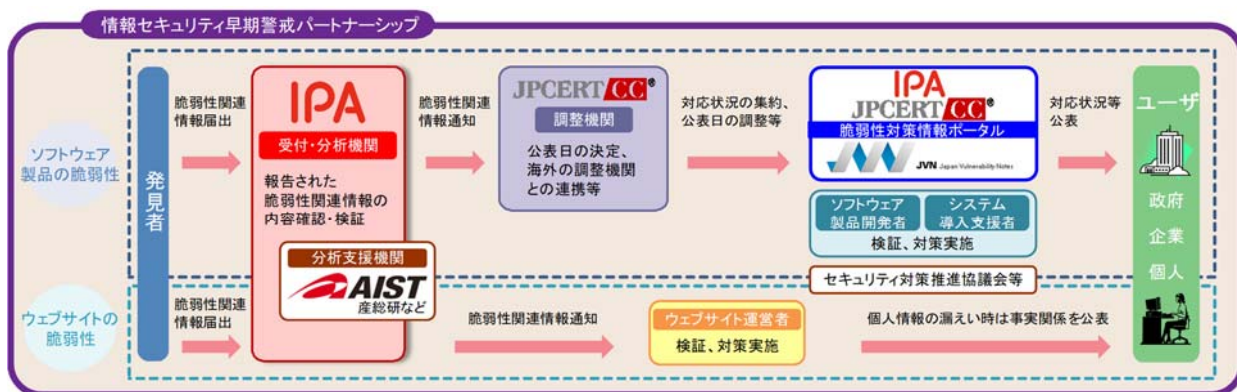 情報セキュリティ早期警戒パートナーシップ
ソフトウェア
製品の脆弱性
発見者
脆弱性関連
情報届出
IPA
受付・分析機関
報告された
脆弱性関連情報の
内容確認・検証
分析支援機関
AIST
産総研など
脆弱性関連
情報通知
JPCERT CC®
調整機関
公表日の決定、
海外の調整機関
との連携等
対応状況の集約、
公表日の調整等
IPA
JPCERT CC®
脆弱性対策情報ポータル
JVN Japan Vulnerability Notes
ソフトウェア
製品開発者
システム
導入支援者
検証、対策実施
セキュリティ対策推進協議会等
対応状況等
公表
ユーザ
政府
企業
個人
ウェブサイトの
脆弱性
脆弱性関連
情報届出
脆弱性関連情報通知
ウェブサイト運営者
検証、対策実施
個人情報の漏えい時は事実関係を公表